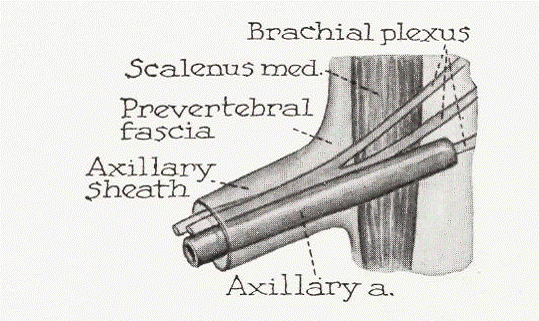 Brachial plexus
Scalenus med.
Prevertebral
fascia
Axillary
sheath
Axillary a.